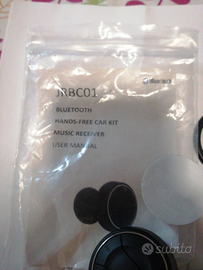 JRBC01
BLUETOOTH
HANDS-FREE CAR KIT
MUSIC RECEIVER
USER MANUAL
subito